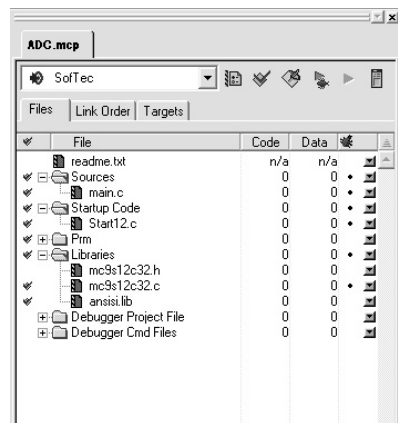 ADC.mcp
SofTec
Files Link Order Targets
File Code Data
readme.txt n/a n/a
Sources 0 0
main.c 0 0
Startup Code 0 0
Start12.c 0 0
Prm 0 0
Libraries 0 0
mc9s12c32.h 0 0
mc9s12c32.c 0 0
ansisi.lib 0 0
Debugger Project File 0 0
Debugger Cmd Files 0 0